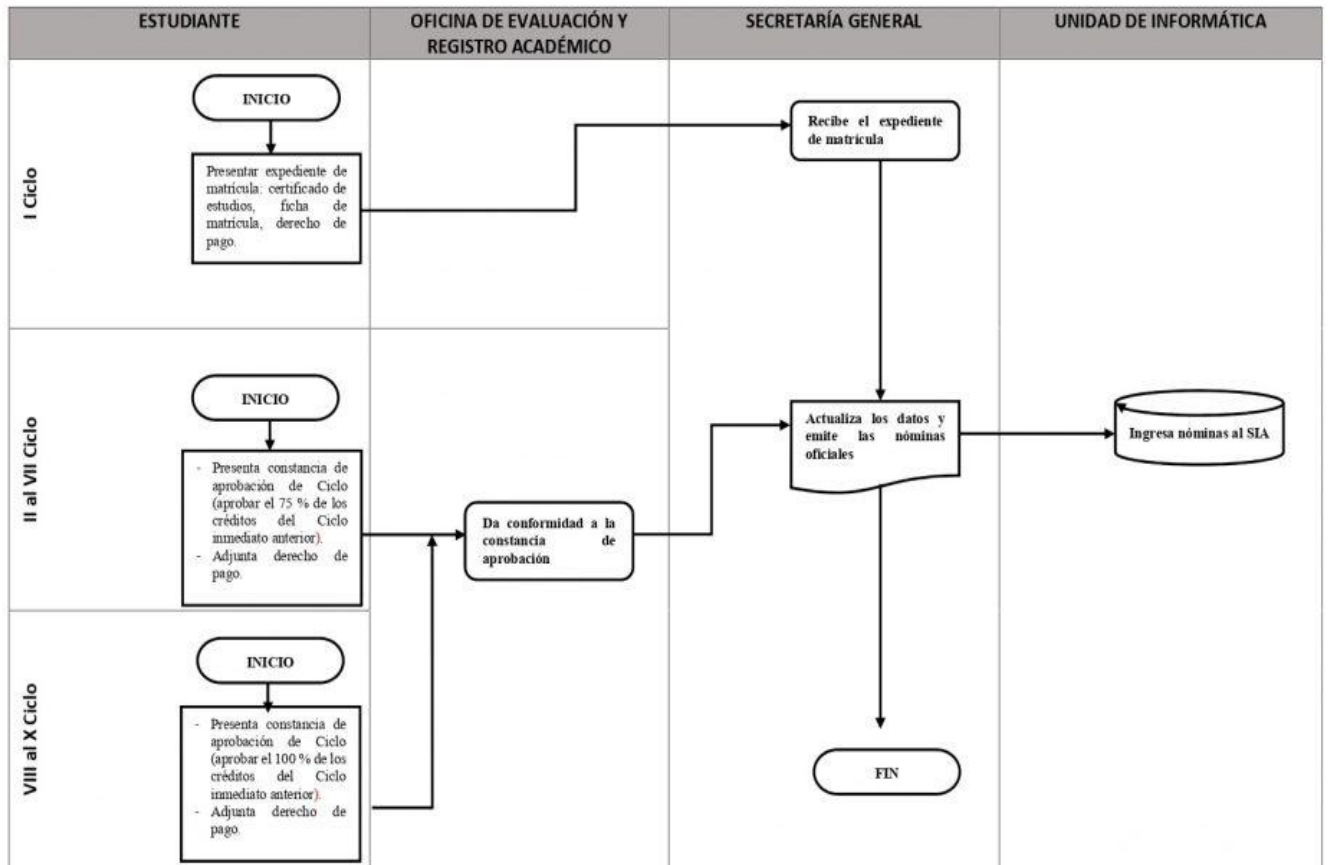 ESTUDIANTE
OFICINA DE EVALUACIÓN Y
REGISTRO ACADÉMICO
SECRETARÍA GENERAL
UNIDAD DE INFORMÁTICA
I Ciclo
INICIO
Presentar expediente de
matrícula: certificado de
estudios, ficha de
matrícula, derecho de
pago.
Recibe el expediente
de matrícula
II al VII Ciclo
INICIO
- Presenta constancia de
aprobación de Ciclo
(aprobar el 75 % de los
créditos del Ciclo
inmediato anterior).
- Adjunta derecho de
pago.
Da conformidad a la
constancia de
aprobación
Actualiza los datos y
emite las nóminas
oficiales
Ingresa nóminas al SIA
VIII al X Ciclo
INICIO
- Presenta constancia de
aprobación de Ciclo
(aprobar el 100 % de los
créditos del Ciclo
inmediato anterior).
- Adjunta derecho de
pago.
FIN